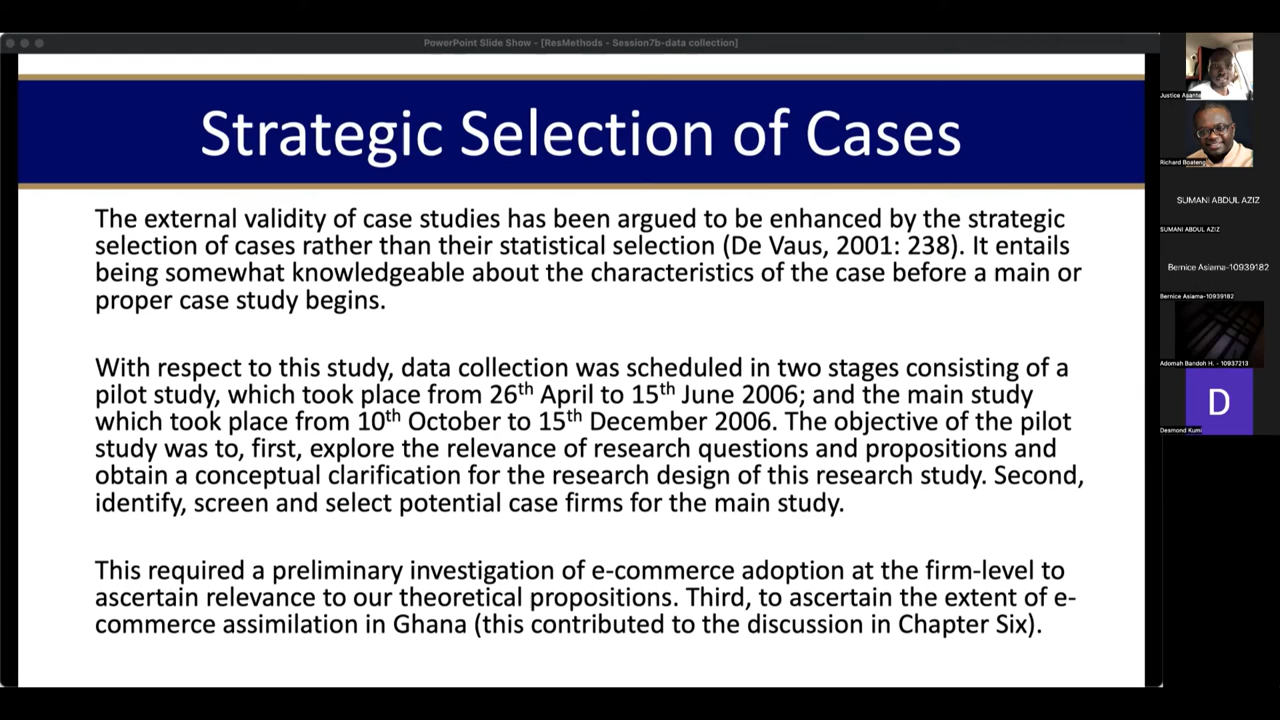 PowerPoint Slide Show - [ResMethods - Session7b-data collection]
Strategic Selection of Cases
The external validity of case studies has been argued to be enhanced by the strategic
selection of cases rather than their statistical selection (De Vaus, 2001: 238). It entails
being somewhat knowledgeable about the characteristics of the case before a main or
proper case study begins.
With respect to this study, data collection was scheduled in two stages consisting of a
pilot study, which took place from 26th April to 15th June 2006; and the main study
which took place from 10th October to 15th December 2006. The objective of the pilot
study was to, first, explore the relevance of research questions and propositions and
obtain a conceptual clarification for the research design of this research study. Second,
identify, screen and select potential case firms for the main study.
This required a preliminary investigation of e-commerce adoption at the firm-level to
ascertain relevance to our theoretical propositions. Third, to ascertain the extent of e-
commerce assimilation in Ghana (this contributed to the discussion in Chapter Six).
Justice Asante
Richard Boateng
SUMANI ABDUL AZIZ
SUMANI ABDUL AZIZ
Bernice Asiama-10939182
Bernice Asiama-10939182
Adomah Bandoh H. - 10937213
D
Desmond Kumi